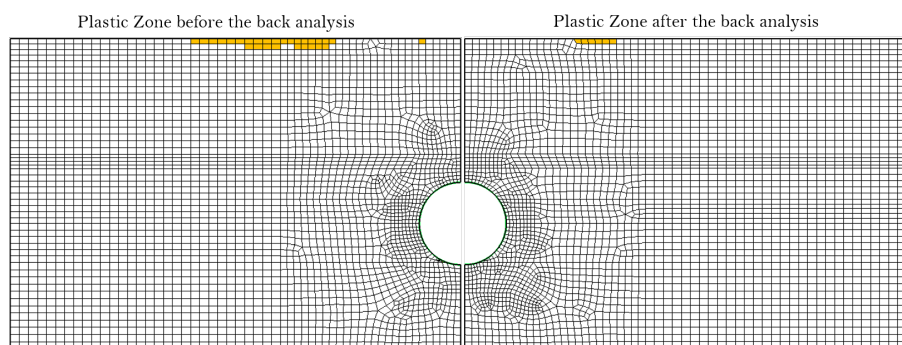 Plastic Zone before the back analysis
Plastic Zone after the back analysis